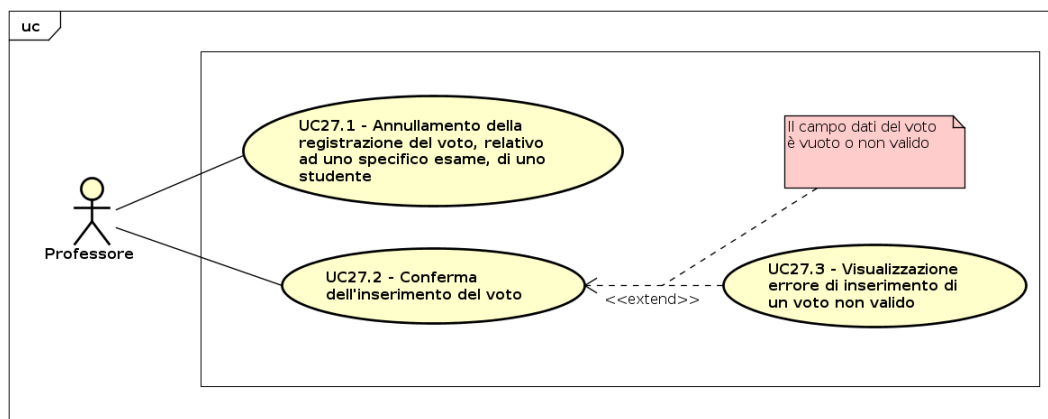 uc
UC27.1 - Annullamento della
registrazione del voto, relativo
ad uno specifico esame, di uno
studente
Il campo dati del voto
è vuoto o non valido
Professore
UC27.2 - Conferma
dell'inserimento del voto
<<extend>>
UC27.3 - Visualizzazione
errore di inserimento di
un voto non valido